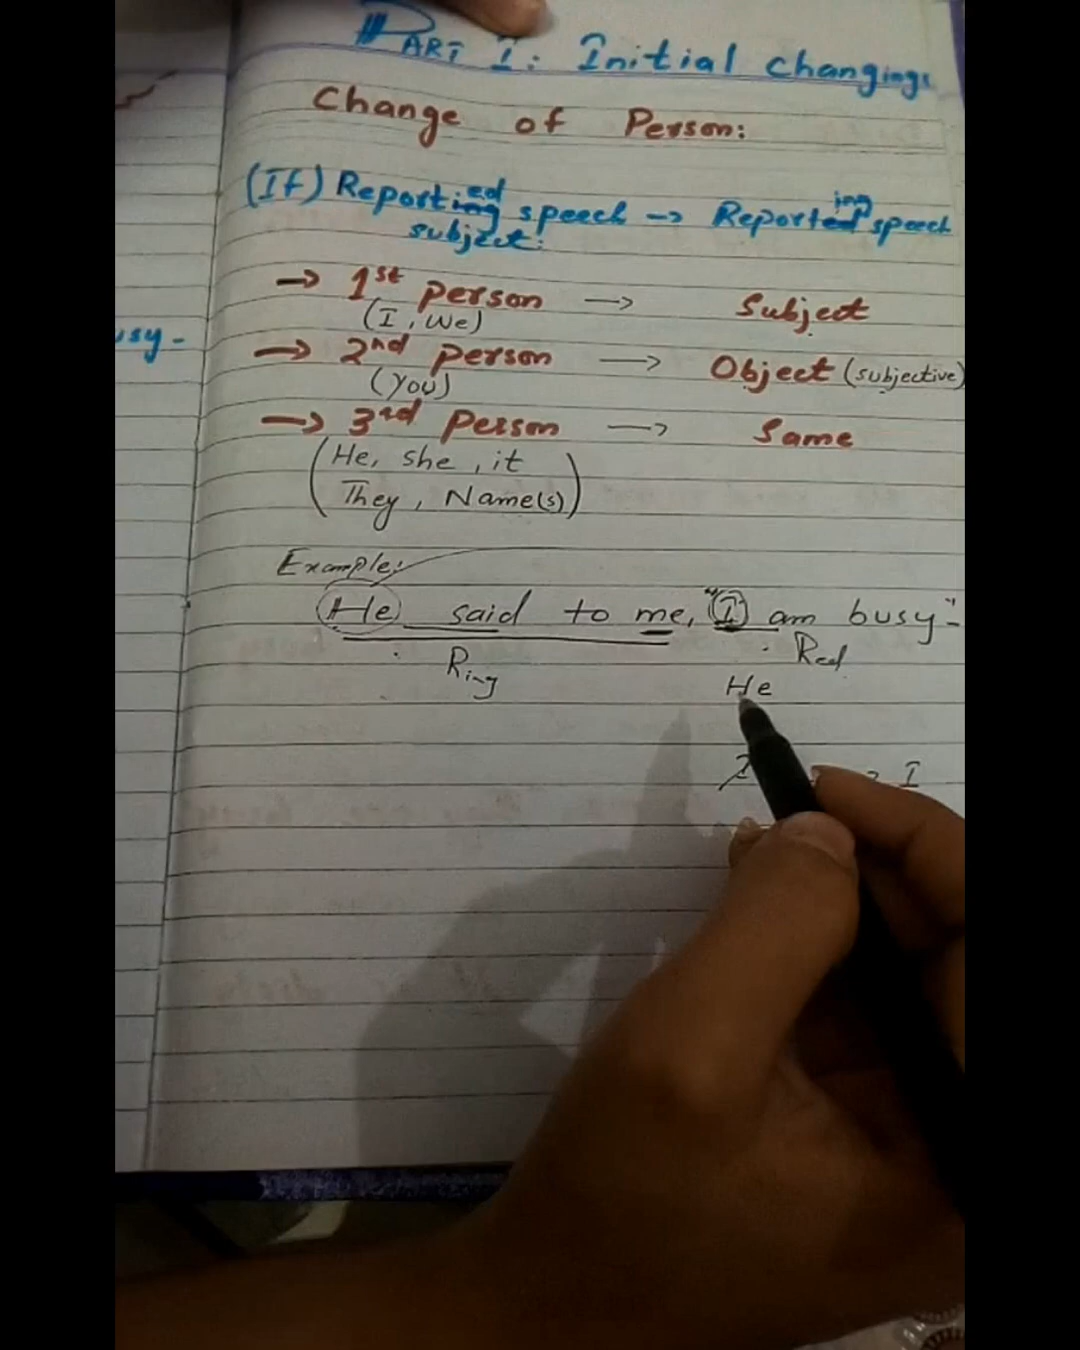 PART I: Initial Changings
Change of Person:
(If) Reported speech → Reporting speech
subject:
→ 1st person → Subject
(I, We)
→ 2nd person → Object (subjective)
(You)
→ 3rd Person → Same
(He, she, it
They, Name(s))
usy-
Example:
He said to me, "I am busy"-
Ring Red
He
I → I